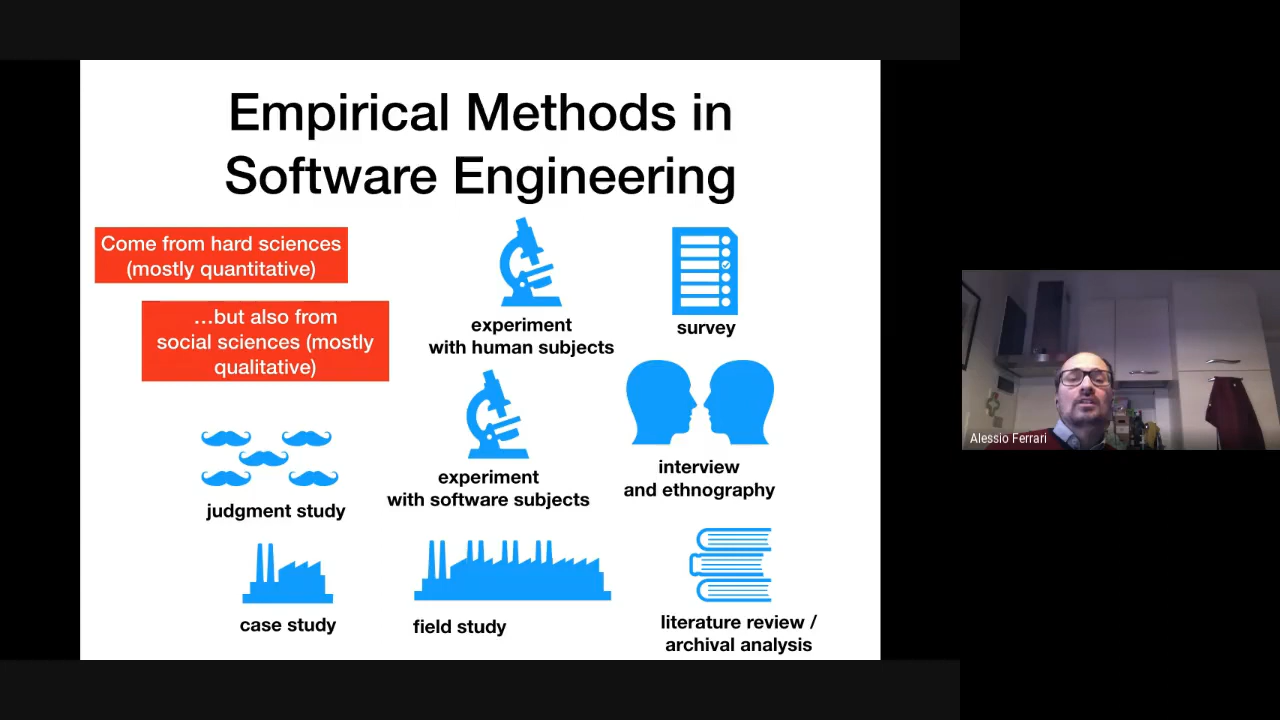 Empirical Methods in
Software Engineering
Come from hard sciences
(mostly quantitative)
…but also from
social sciences (mostly
qualitative)
experiment
with human subjects
survey
judgment study
experiment
with software subjects
interview
and ethnography
case study
field study
literature review /
archival analysis
Alessio Ferrari